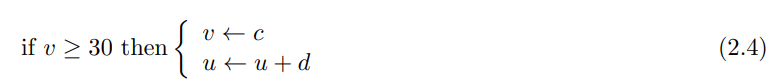 if v ≥ 30 then { v ← c
u ← u + d
(2.4)